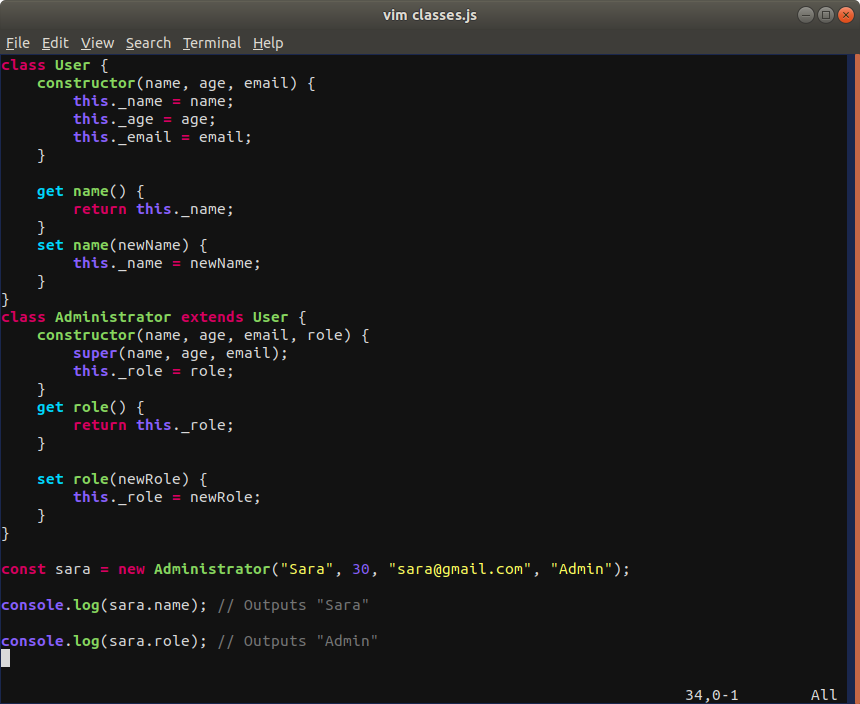 vim classes.js
File Edit View Search Terminal Help
class User {
    constructor(name, age, email) {
        this._name = name;
        this._age = age;
        this._email = email;
    }

    get name() {
        return this._name;
    }
    set name(newName) {
        this._name = newName;
    }
}
class Administrator extends User {
    constructor(name, age, email, role) {
        super(name, age, email);
        this._role = role;
    }
    get role() {
        return this._role;
    }

    set role(newRole) {
        this._role = newRole;
    }
}

const sara = new Administrator("Sara", 30, "sara@gmail.com", "Admin");

console.log(sara.name); // Outputs "Sara"

console.log(sara.role); // Outputs "Admin"
34,0-1 All